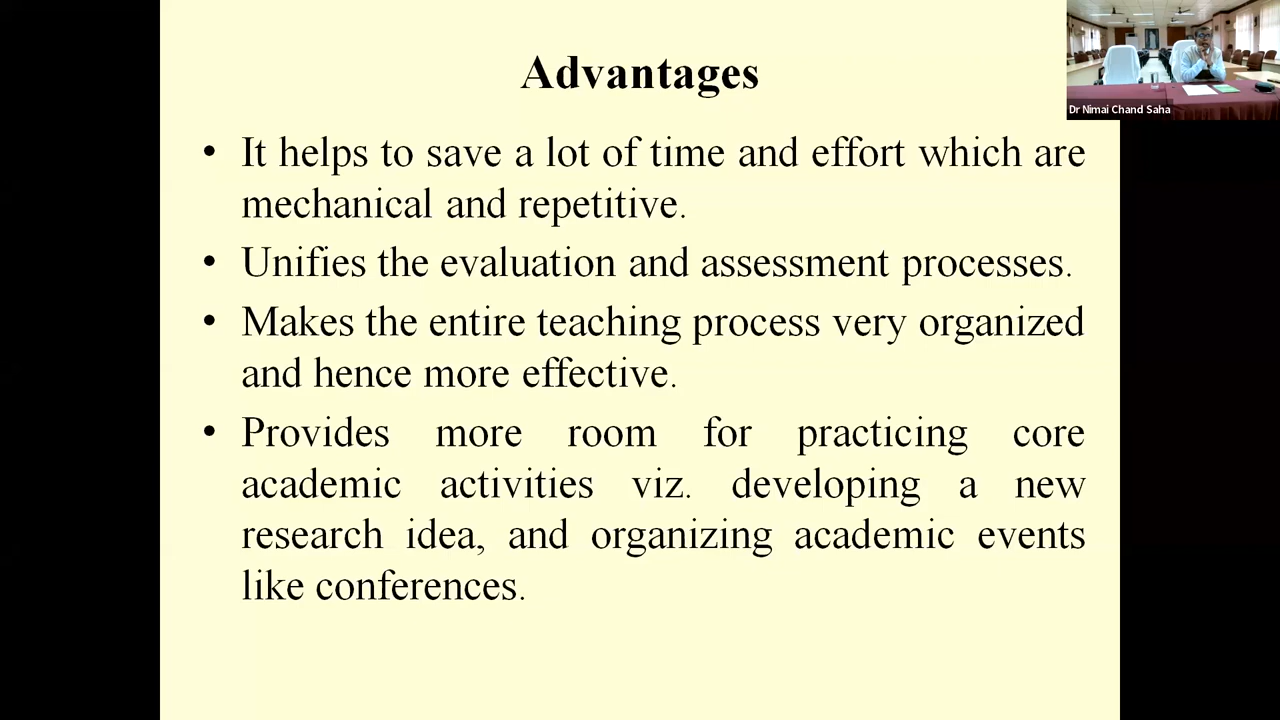 Advantages
• It helps to save a lot of time and effort which are
mechanical and repetitive.
• Unifies the evaluation and assessment processes.
• Makes the entire teaching process very organized
and hence more effective.
• Provides more room for practicing core
academic activities viz. developing a new
research idea, and organizing academic events
like conferences.
Dr Nimai Chand Saha